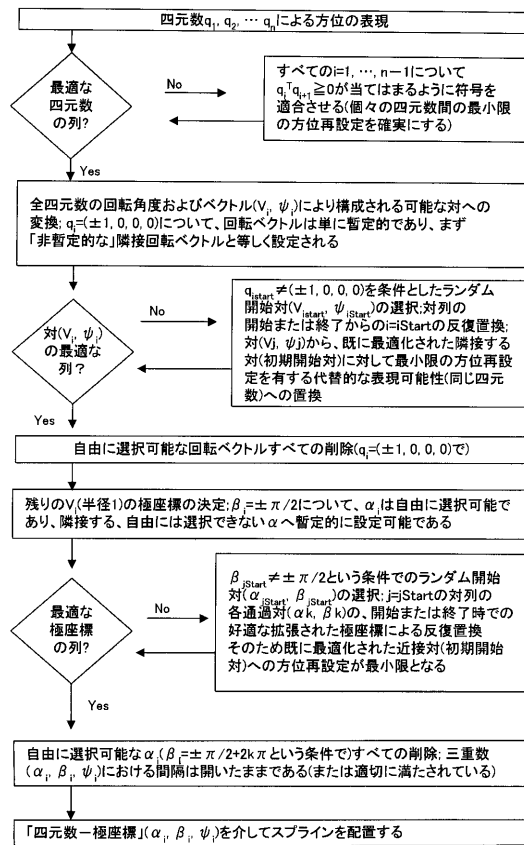 四元数q1, q2, … qnによる方位の表現
最適な
四元数
の列?
No
すべてのi=1, …, n−1について
qiᵀqi+1≧0が当てはまるように符号を
適合させる(個々の四元数間の最小限
の方位再設定を確実にする)
Yes
全四元数の回転角度およびベクトル(Vi, ψi)により構成される可能な対への
変換; qi=(±1, 0, 0, 0)について、回転ベクトルは単に暫定的であり、まず
「非暫定的な」隣接回転ベクトルと等しく設定される
対(Vi, ψi)
の最適な
列?
No
qistart≠(±1, 0, 0, 0)を条件としたランダム
開始対(Vistart, ψiStart)の選択;対列の
開始または終了からのi=iStartの反復置換;
対(Vj, ψj)から、既に最適化された隣接する
対(初期開始対)に対して最小限の方位再設
定を有する代替的な表現可能性(同じ四元
数)への置換
Yes
自由に選択可能な回転ベクトルすべての削除(qi=(±1, 0, 0, 0)で)
残りのVi(半径1)の極座標の決定;βi=±π/2について、αiは自由に選択可能で
あり、隣接する、自由には選択できないαへ暫定的に設定可能である
最適な
極座標
の列?
No
βjStart≠±π/2という条件でのランダム開始
対(αjStart, βjStart)の選択;j=jStartの対列の
各通過対(αk, βk)の、開始または終了時での
好適な拡張された極座標による反復置換
そのため既に最適化された近接対(初期開始
対)への方位再設定が最小限となる
Yes
自由に選択可能なαi(βi=±π/2+2kπという条件で)すべての削除;三重数
(αi, βi, ψi)における間隔は開いたままである(または適切に満たされている)
「四元数−極座標」(αi, βi, ψi)を介してスプラインを配置する